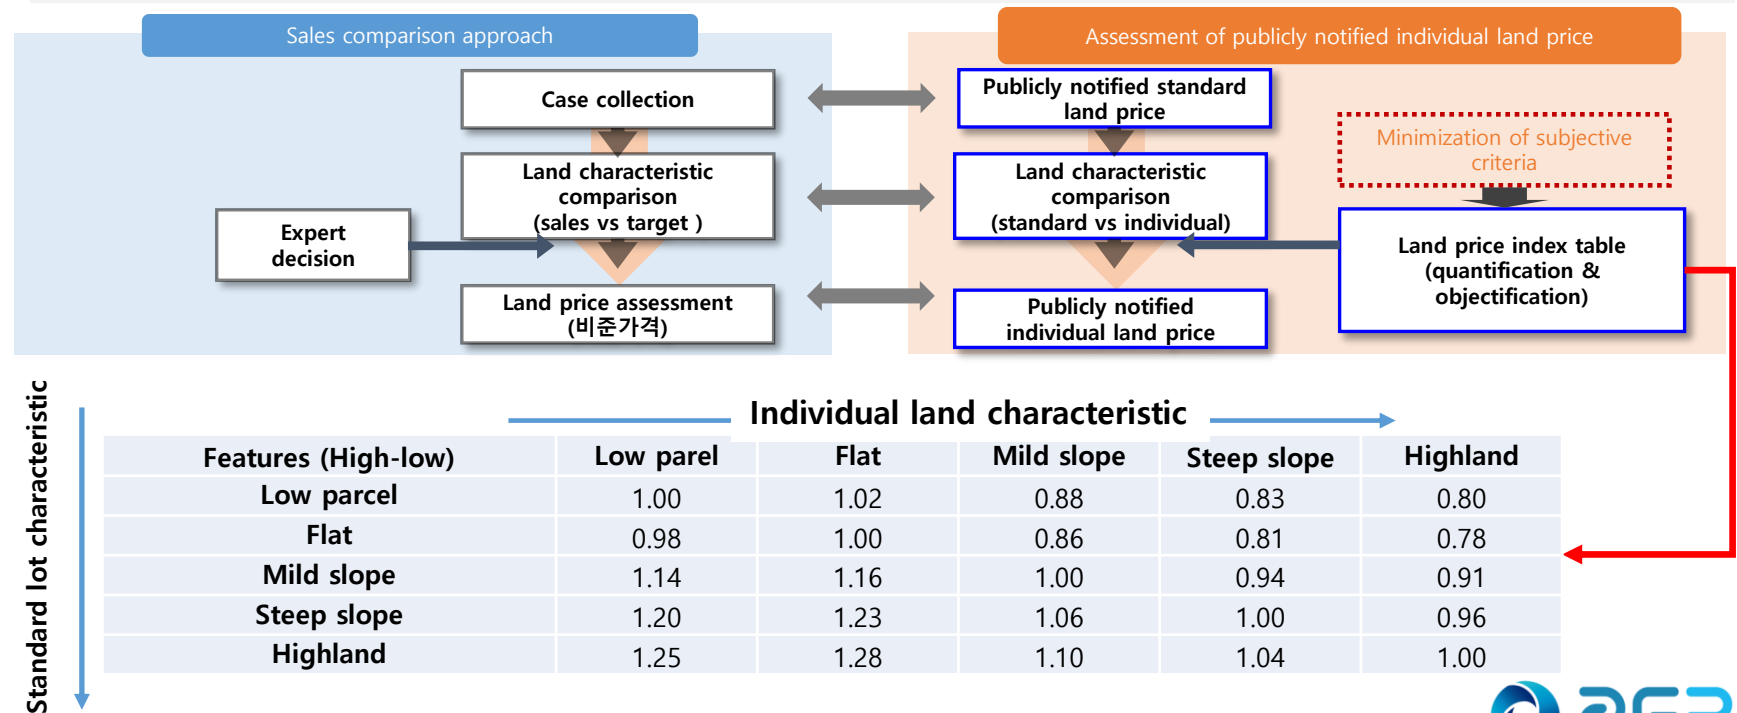 Sales comparison approach
Assessment of publicly notified individual land price
Case collection
Land characteristic
comparison
(sales vs target )
Expert
decision
Land price assessment
(비준가격)
Publicly notified standard
land price
Land characteristic
comparison
(standard vs individual)
Publicly notified
individual land price
Minimization of subjective
criteria
Land price index table
(quantification &
objectification)
Standard lot characteristic
Individual land characteristic
Features (High-low) Low parel Flat Mild slope Steep slope Highland
Low parcel 1.00 1.02 0.88 0.83 0.80
Flat 0.98 1.00 0.86 0.81 0.78
Mild slope 1.14 1.16 1.00 0.94 0.91
Steep slope 1.20 1.23 1.06 1.00 0.96
Highland 1.25 1.28 1.10 1.04 1.00